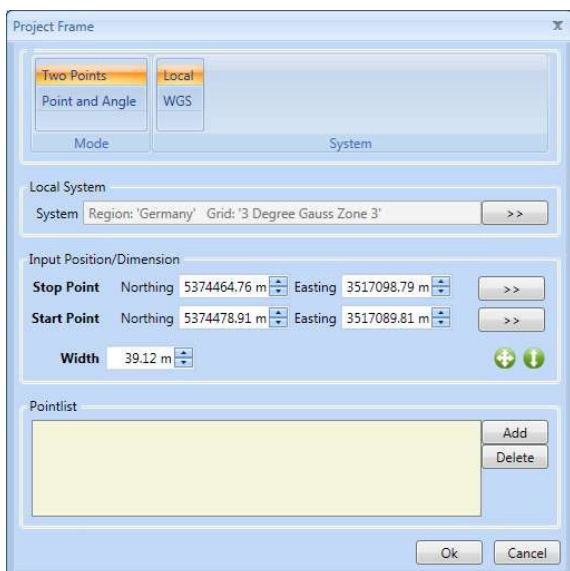 Project Frame
Two Points
Point and Angle
Mode
Local
WGS
System
Local System
System Region: 'Germany' Grid: '3 Degree Gauss Zone 3' >>
Input Position/Dimension
Stop Point Northing 5374464.76 m Easting 3517098.79 m >>
Start Point Northing 5374478.91 m Easting 3517089.81 m >>
Width 39.12 m
Pointlist
Add
Delete
Ok Cancel